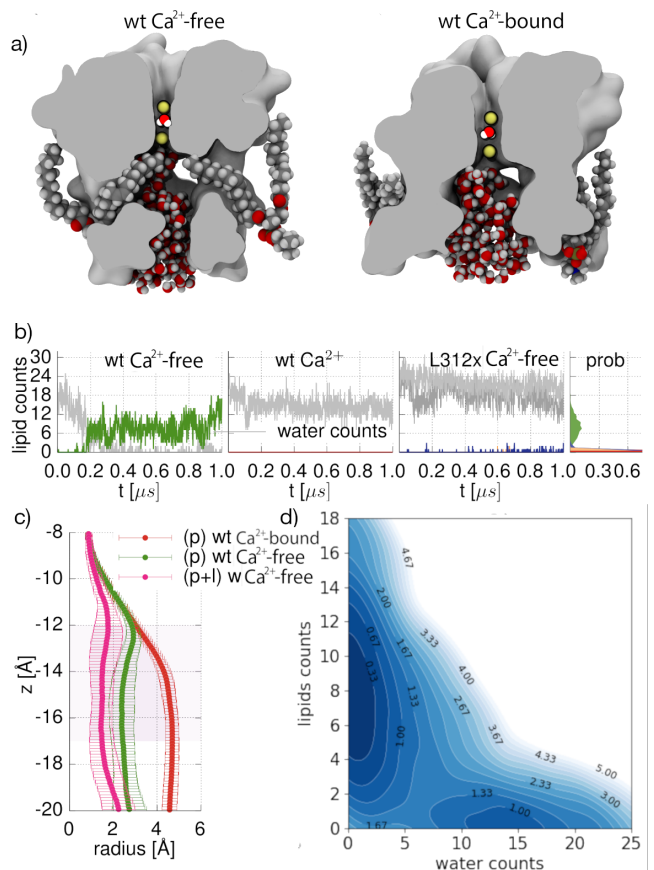 wt Ca²⁺-free
wt Ca²⁺-bound
a)
b)
lipid counts
30
24
18
12
6
0
wt Ca²⁺-free
wt Ca²⁺
L312x Ca²⁺-free
prob
water counts
0.0 0.2 0.4 0.6 0.8 1.0
0.2 0.4 0.6 0.8 1.0
0.2 0.4 0.6 0.8 1.0
0.3 0.6
t [μs]
t [μs]
t [μs]
c)
(p) wt Ca²⁺-bound
(p) wt Ca²⁺-free
(p+l) w Ca²⁺-free
z [Å]
-8
-10
-12
-14
-16
-18
-20
0 2 4 6
radius [Å]
d)
lipids counts
18
16
14
12
10
8
6
4
2
0
4.67
2.00
0.67
1.67
3.33
0.33
1.33
4.00
2.67
1.00
3.67
4.33
5.00
1.33
2.33
3.00
1.00
1.67
0 5 10 15 20 25
water counts